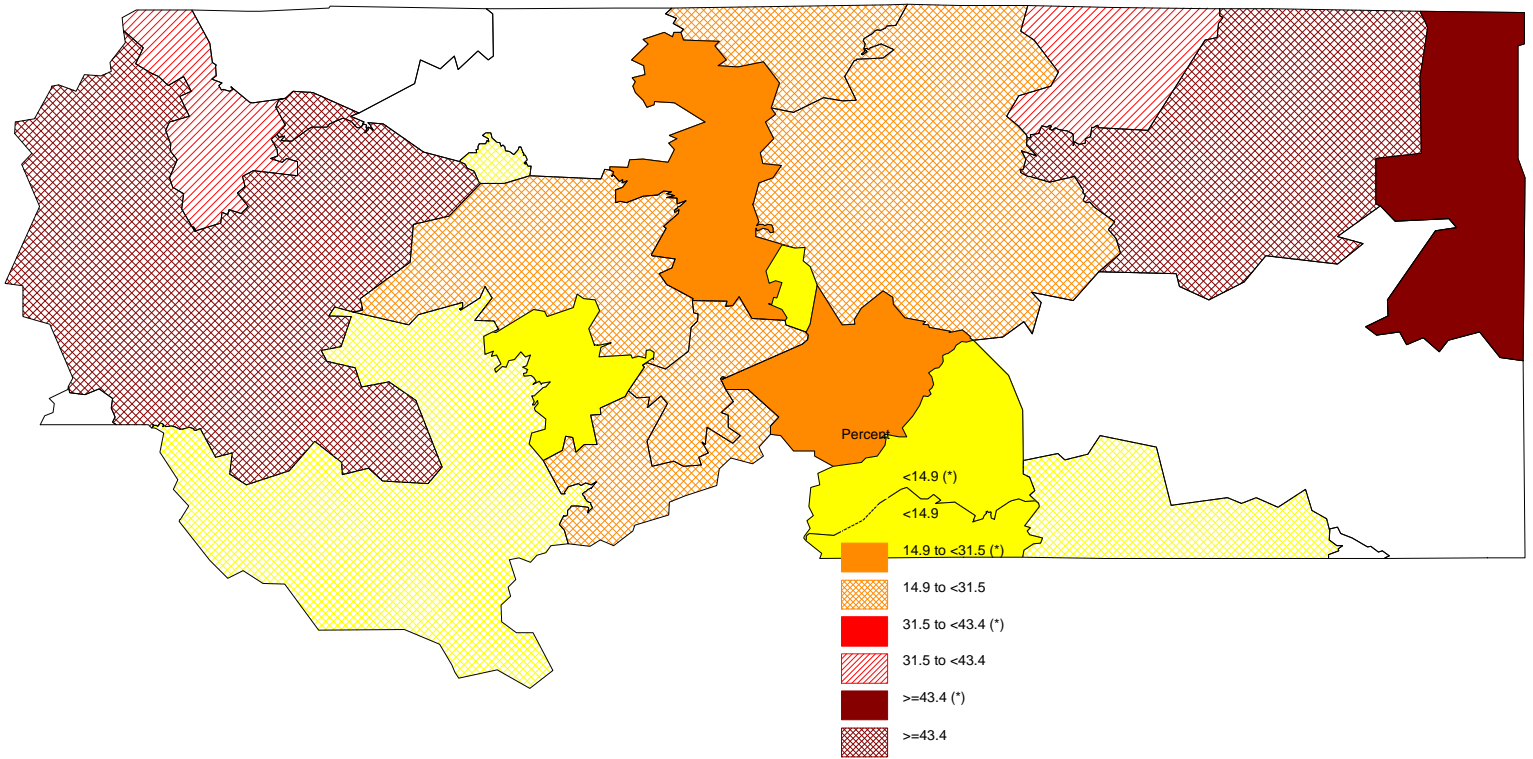 Percent
<14.9 (*)
<14.9
14.9 to <31.5 (*)
14.9 to <31.5
31.5 to <43.4 (*)
31.5 to <43.4
>=43.4 (*)
>=43.4